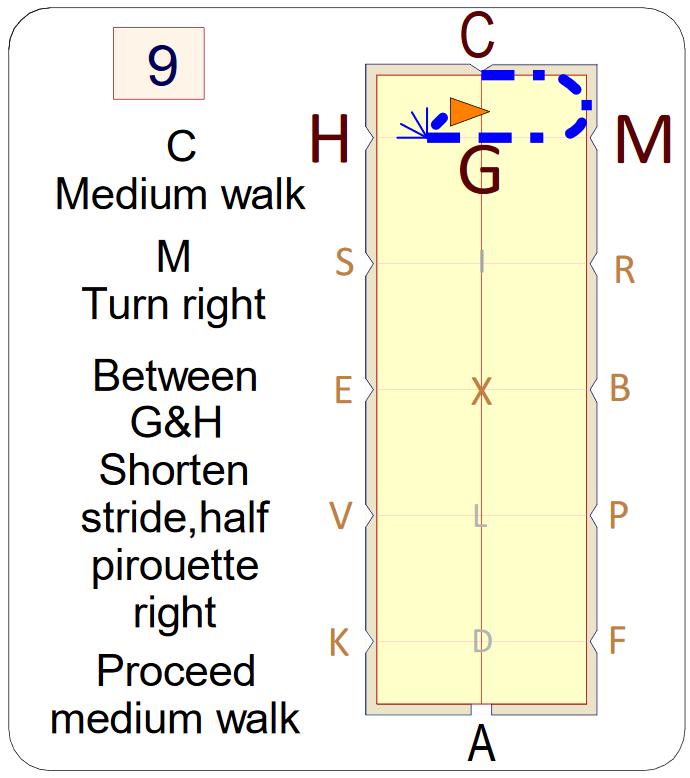 9
C
Medium walk
M
Turn right
Between
G&H
Shorten
stride,half
pirouette
right
Proceed
medium walk
C
H
M
G
S
I
R
E
X
B
V
L
P
K
D
F
A